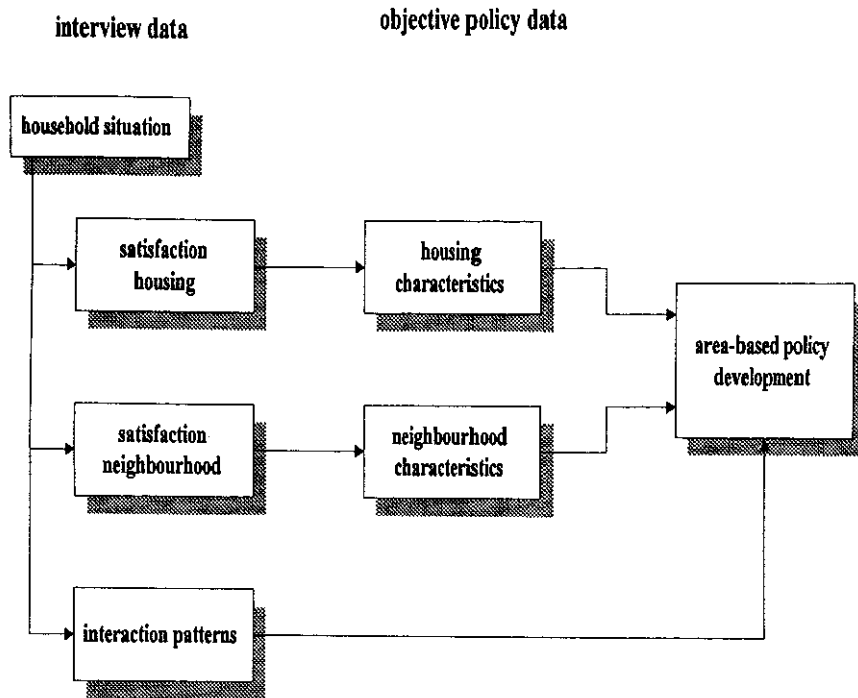 interview data
objective policy data
household situation
satisfaction
housing
housing
characteristics
area-based policy
development
satisfaction
neighbourhood
neighbourhood
characteristics
interaction patterns